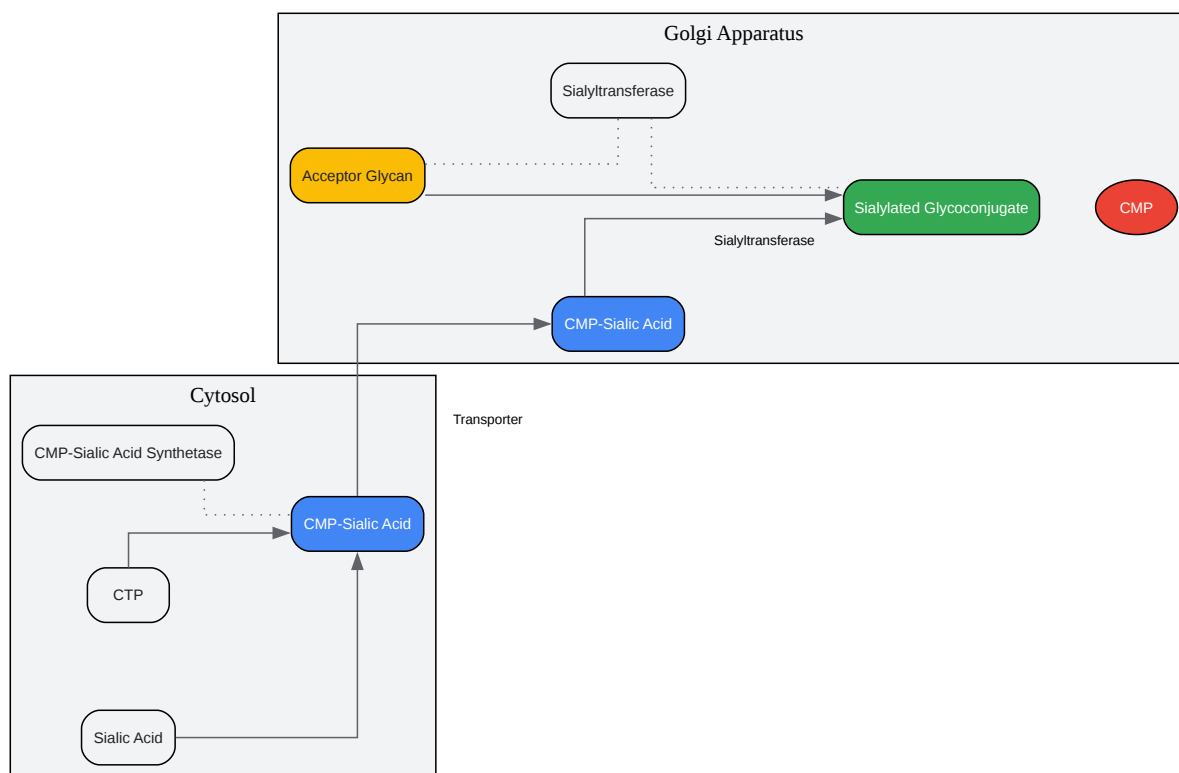 Golgi Apparatus
Sialyltransferase
Acceptor Glycan
Sialylated Glycoconjugate
CMP
Sialyltransferase
CMP-Sialic Acid
Cytosol
Transporter
CMP-Sialic Acid Synthetase
CMP-Sialic Acid
CTP
Sialic Acid